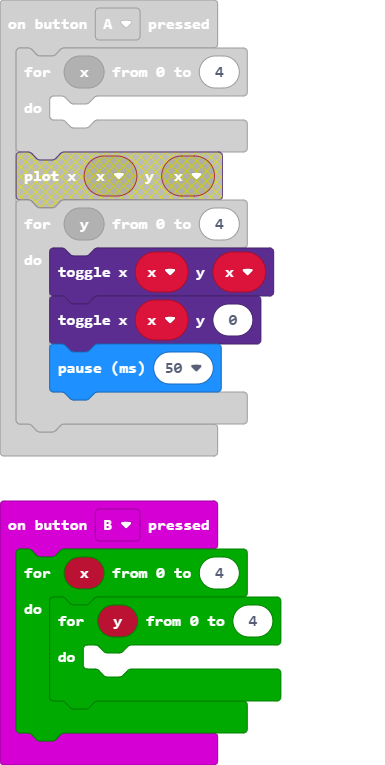 on button A pressed
for x from 0 to 4
do
plot x x y x
for y from 0 to 4
do
toggle x x y x
toggle x x y 0
pause (ms) 50
on button B pressed
for x from 0 to 4
do
for y from 0 to 4
do